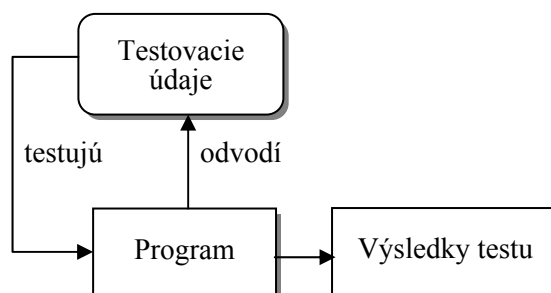 Testovacie
údaje
testujú
odvodí
Program
Výsledky testu